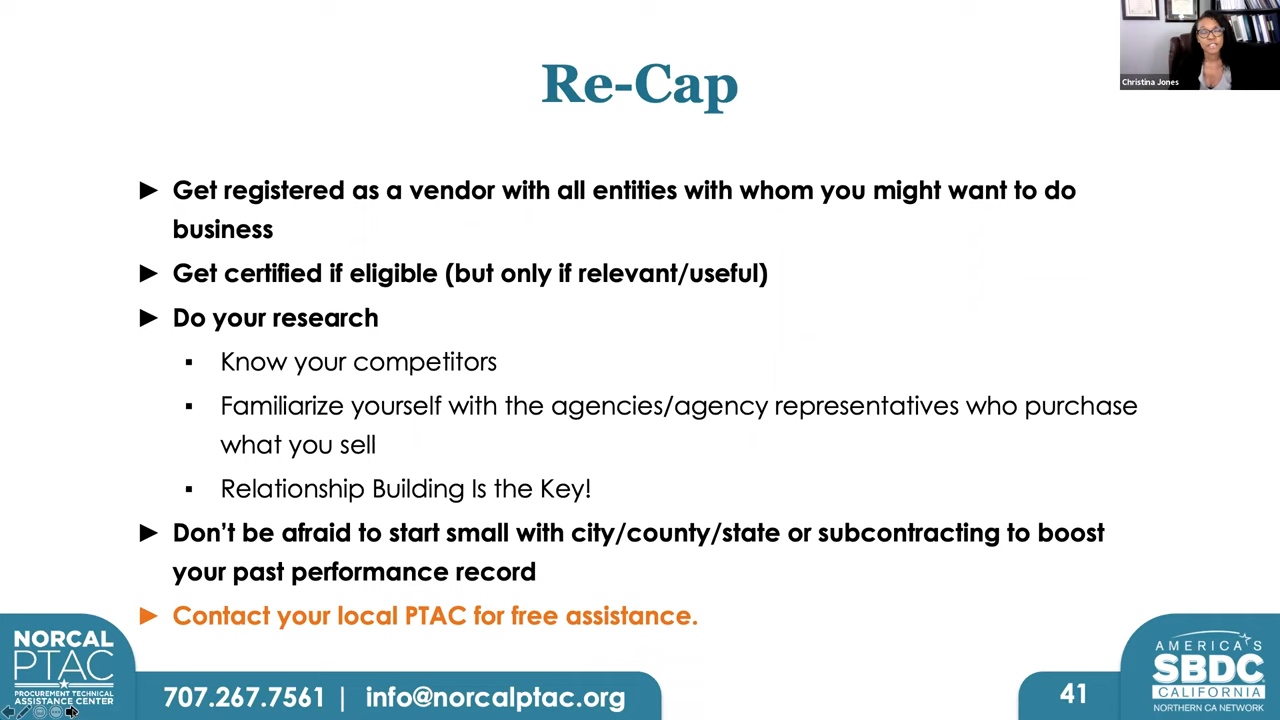 Christina Jones
Re-Cap
► Get registered as a vendor with all entities with whom you might want to do
business
► Get certified if eligible (but only if relevant/useful)
► Do your research
▪ Know your competitors
▪ Familiarize yourself with the agencies/agency representatives who purchase
what you sell
▪ Relationship Building Is the Key!
► Don't be afraid to start small with city/county/state or subcontracting to boost
your past performance record
► Contact your local PTAC for free assistance.
NORCAL
PTAC
PROCUREMENT TECHNICAL
ASSISTANCE CENTER
707.267.7561 | info@norcalptac.org
41
AMERICA'S
SBDC
CALIFORNIA
NORTHERN CA NETWORK